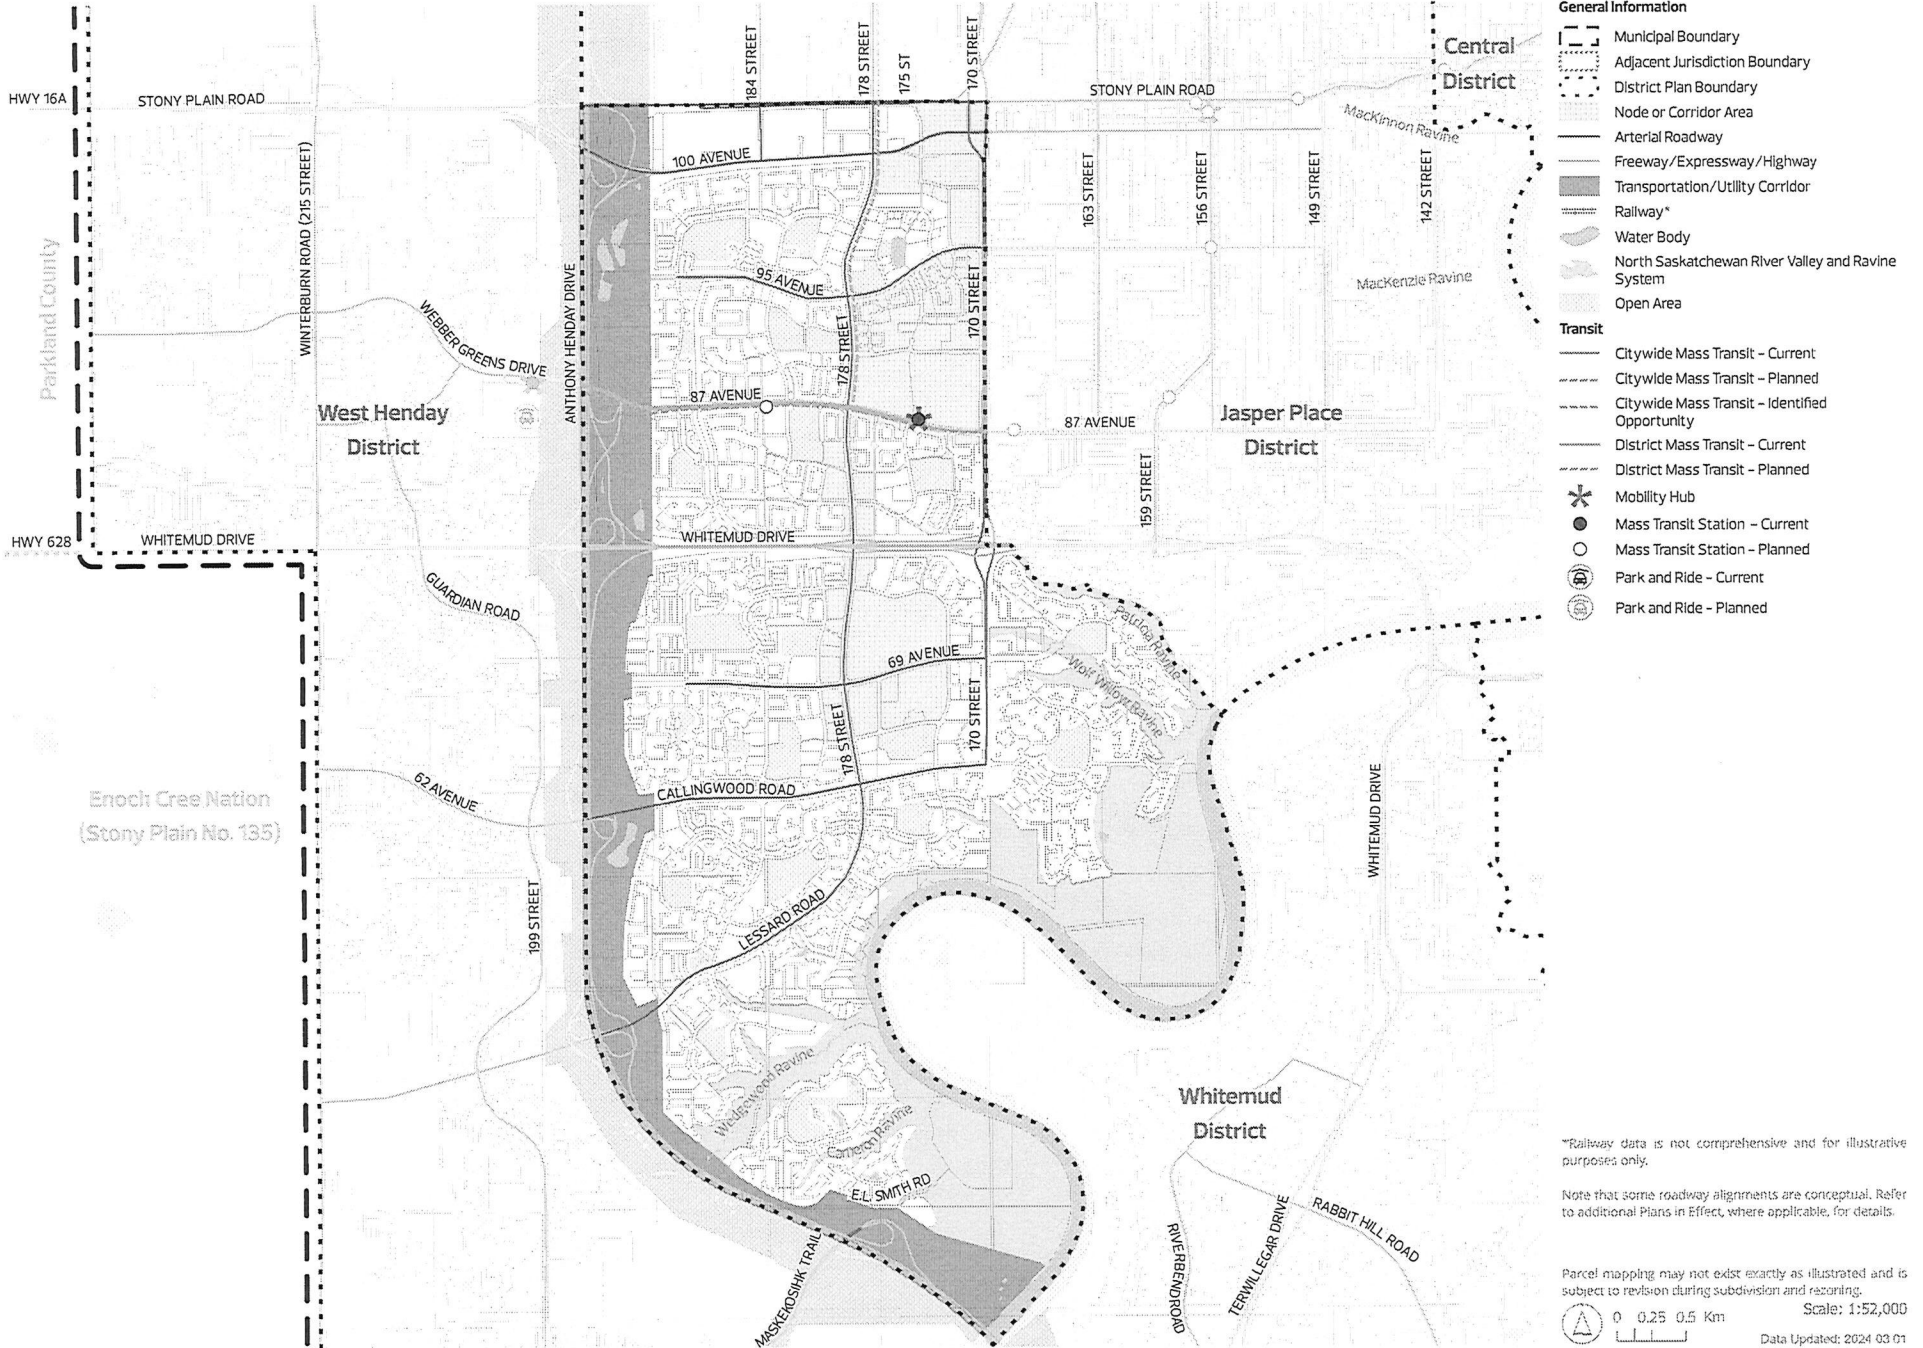 General Information
Municipal Boundary
Adjacent Jurisdiction Boundary
District Plan Boundary
Node or Corridor Area
Arterial Roadway
Freeway/Expressway/Highway
Transportation/Utility Corridor
Railway*
Water Body
North Saskatchewan River Valley and Ravine
System
Open Area
Transit
Citywide Mass Transit – Current
Citywide Mass Transit – Planned
Citywide Mass Transit – Identified
Opportunity
District Mass Transit – Current
District Mass Transit – Planned
Mobility Hub
Mass Transit Station – Current
Mass Transit Station – Planned
Park and Ride – Current
Park and Ride – Planned
Central
District
184 STREET
178 STREET
175 ST
170 STREET
HWY 16A
STONY PLAIN ROAD
STONY PLAIN ROAD
MacKinnon Ravine
100 AVENUE
WINTERBURN ROAD (215 STREET)
163 STREET
156 STREET
149 STREET
142 STREET
Parkland County
ANTHONY HENDAY DRIVE
95 AVENUE
170 STREET
MacKenzie Ravine
WEBBER GREENS DRIVE
178 STREET
87 AVENUE
87 AVENUE
West Henday
District
Jasper Place
District
159 STREET
HWY 628
WHITEMUD DRIVE
WHITEMUD DRIVE
GUARDIAN ROAD
Patricia Ravine
69 AVENUE
Wolf Willow Ravine
170 STREET
178 STREET
62 AVENUE
CALLINGWOOD ROAD
WHITEMUD DRIVE
Enoch Cree Nation
(Stony Plain No. 135)
199 STREET
LESSARD ROAD
Wedgewood Ravine
Cameron Ravine
Whitemud
District
E.L. SMITH RD
MASKEKOSIHK TRAIL
RIVERBEND ROAD
TERWILLEGAR DRIVE
RABBIT HILL ROAD
*Railway data is not comprehensive and for illustrative
purposes only.
Note that some roadway alignments are conceptual. Refer
to additional Plans in Effect, where applicable, for details.
Parcel mapping may not exist exactly as illustrated and is
subject to revision during subdivision and rezoning.
Scale: 1:52,000
0 0.25 0.5 Km
Data Updated: 2024 03 01